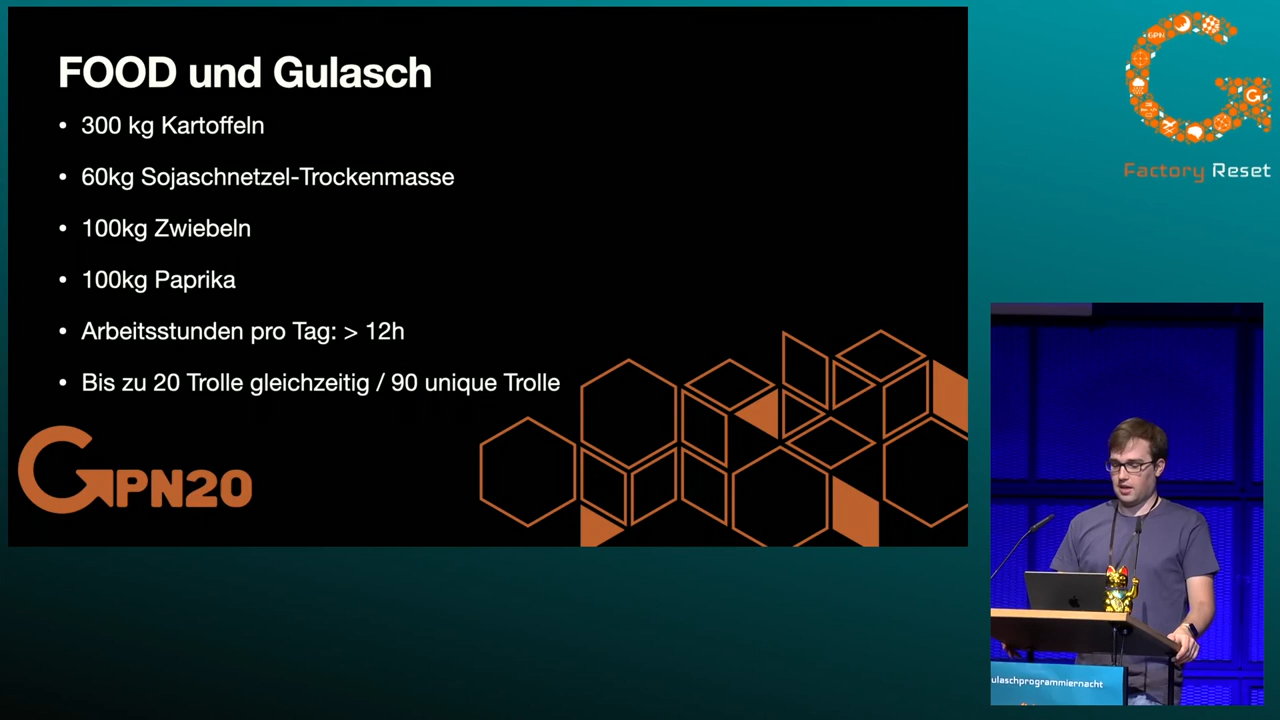 FOOD und Gulasch
• 300 kg Kartoffeln
• 60kg Sojaschnetzel-Trockenmasse
• 100kg Zwiebeln
• 100kg Paprika
• Arbeitsstunden pro Tag: > 12h
• Bis zu 20 Trolle gleichzeitig / 90 unique Trolle
GPN20
Factory Reset
ulaschprogrammiernacht